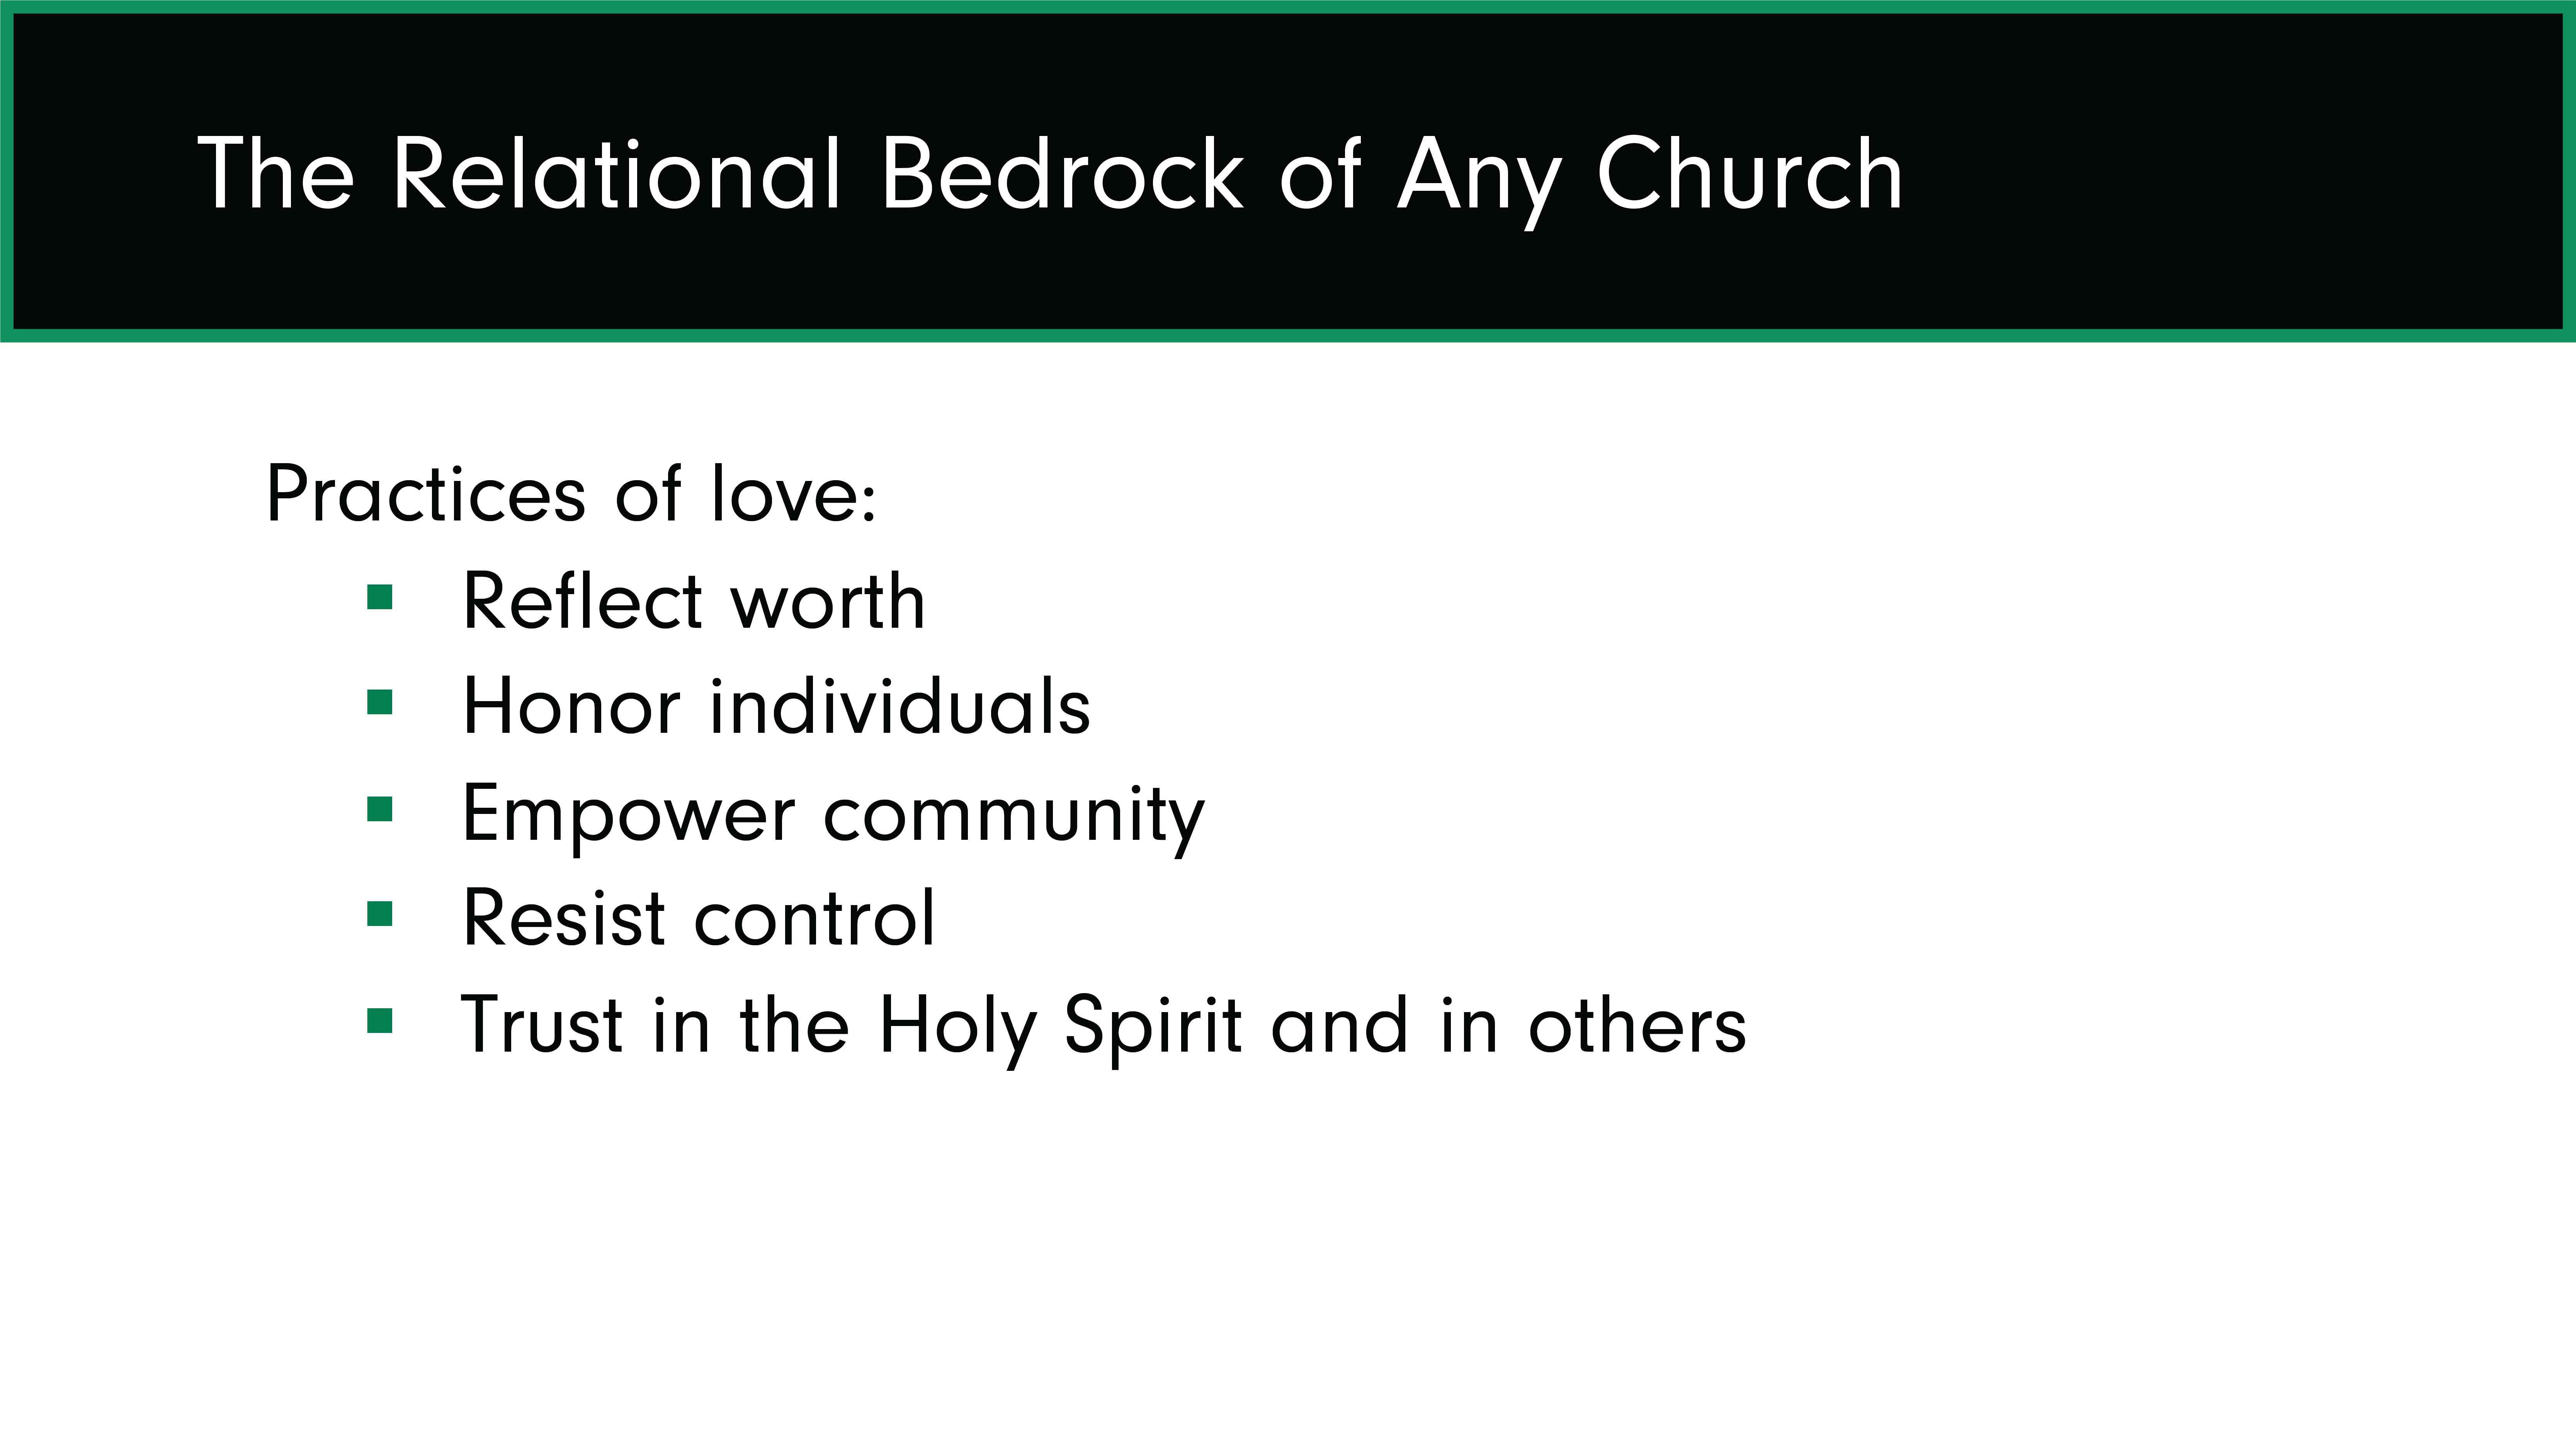 The Relational Bedrock of Any Church
Practices of love:
▪ Reflect worth
▪ Honor individuals
▪ Empower community
▪ Resist control
▪ Trust in the Holy Spirit and in others